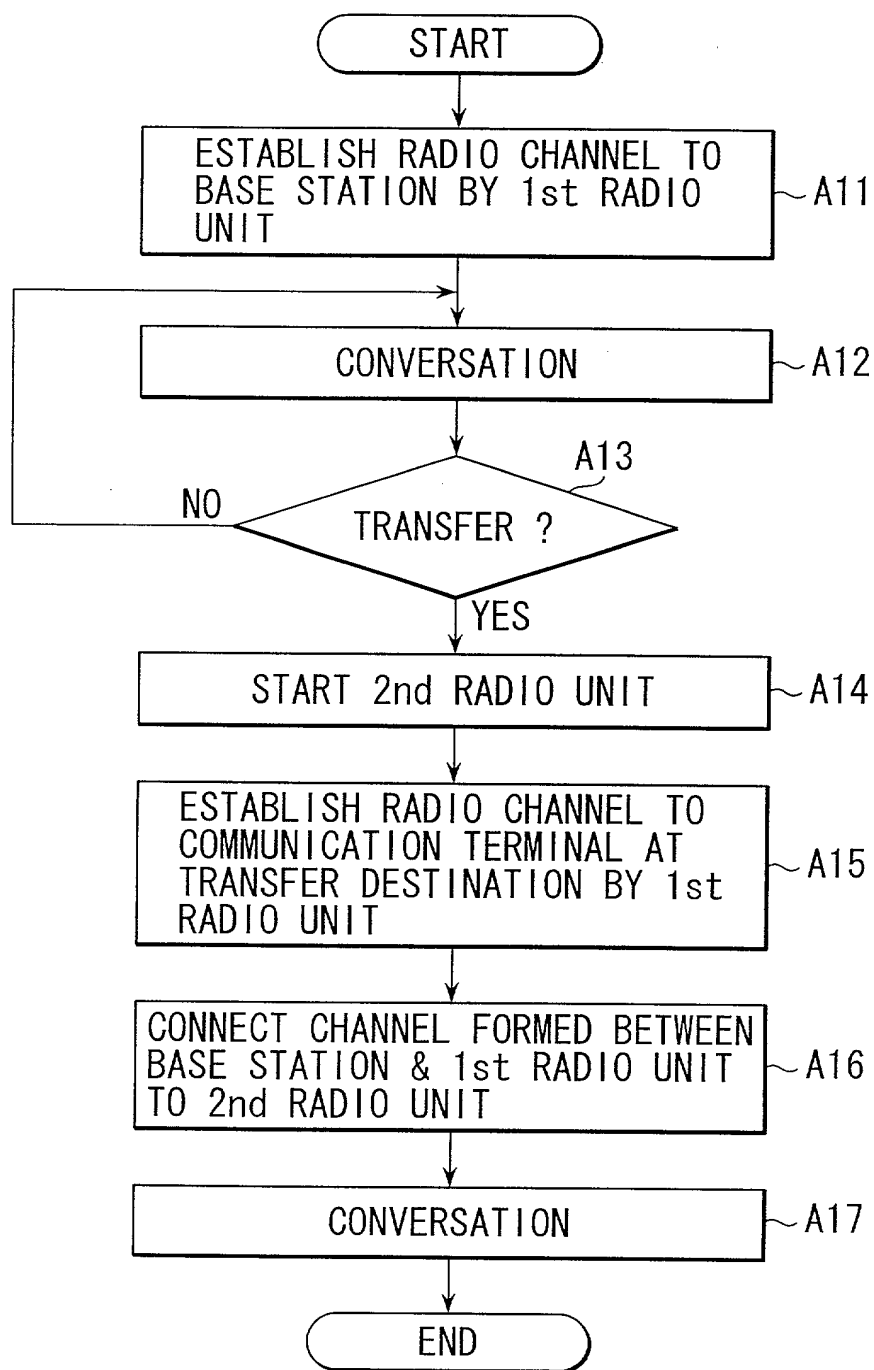 START
ESTABLISH RADIO CHANNEL TO
BASE STATION BY 1st RADIO
UNIT
A11
CONVERSATION
A12
A13
NO
TRANSFER ?
YES
START 2nd RADIO UNIT
A14
ESTABLISH RADIO CHANNEL TO
COMMUNICATION TERMINAL AT
TRANSFER DESTINATION BY 1st
RADIO UNIT
A15
CONNECT CHANNEL FORMED BETWEEN
BASE STATION & 1st RADIO UNIT
TO 2nd RADIO UNIT
A16
CONVERSATION
A17
END